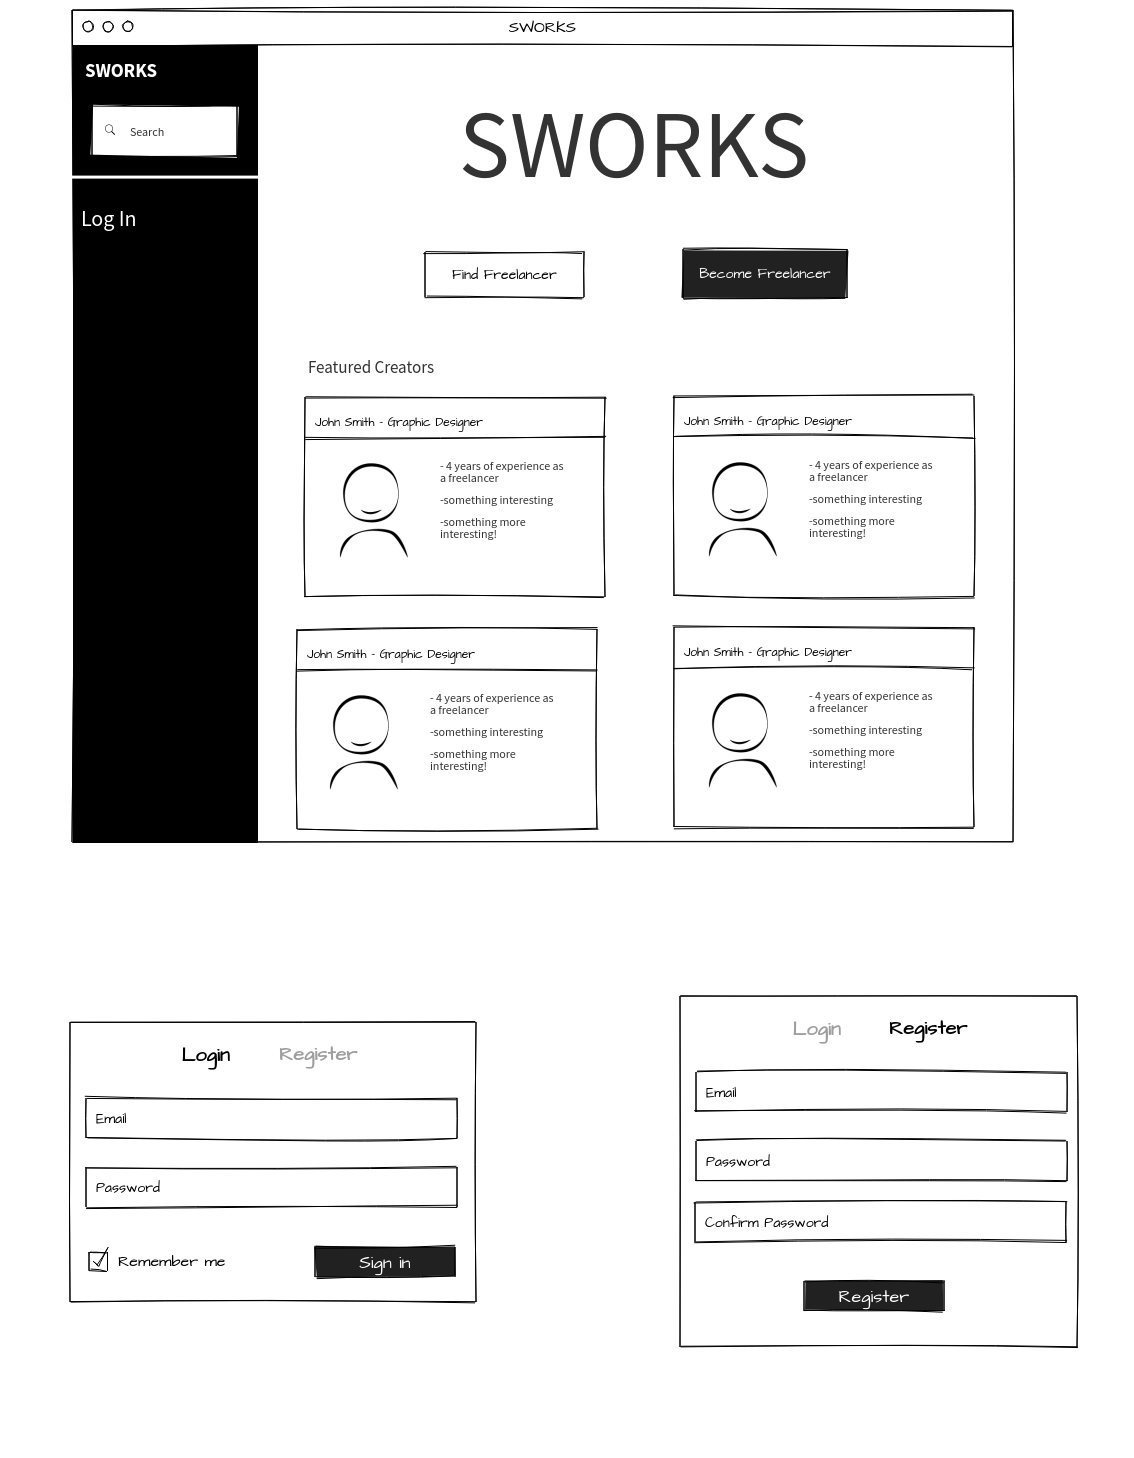 SWORKS
SWORKS
Search
Log In
SWORKS
Find Freelancer
Become Freelancer
Featured Creators
John Smith - Graphic Designer
- 4 years of experience as
a freelancer
-something interesting
-something more
interesting!
John Smith - Graphic Designer
- 4 years of experience as
a freelancer
-something interesting
-something more
interesting!
John Smith - Graphic Designer
- 4 years of experience as
a freelancer
-something interesting
-something more
interesting!
John Smith - Graphic Designer
- 4 years of experience as
a freelancer
-something interesting
-something more
interesting!
Login
Register
Email
Password
Remember me
Sign in
Login
Register
Email
Password
Confirm Password
Register